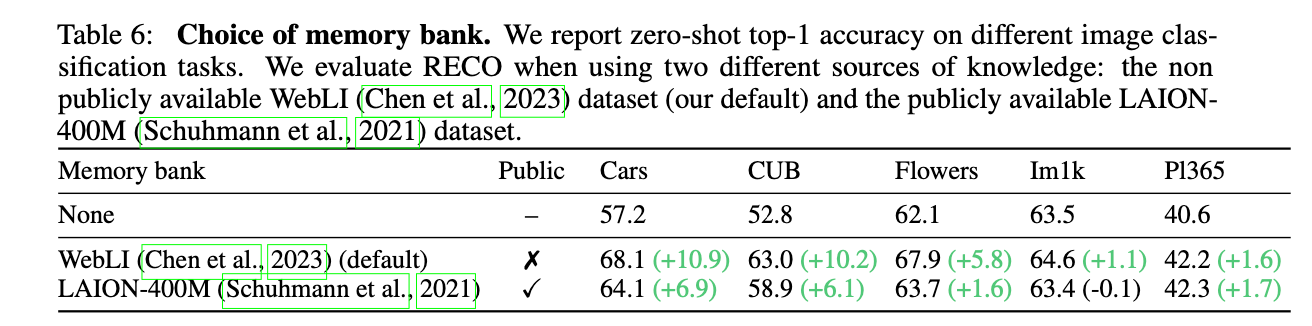 Table 6: Choice of memory bank. We report zero-shot top-1 accuracy on different image clas-
sification tasks. We evaluate RECO when using two different sources of knowledge: the non
publicly available WebLI (Chen et al., 2023) dataset (our default) and the publicly available LAION-
400M (Schuhmann et al., 2021) dataset.
Memory bank Public Cars CUB Flowers Im1k Pl365
None – 57.2 52.8 62.1 63.5 40.6
WebLI (Chen et al., 2023) (default) ✗ 68.1 (+10.9) 63.0 (+10.2) 67.9 (+5.8) 64.6 (+1.1) 42.2 (+1.6)
LAION-400M (Schuhmann et al., 2021) ✓ 64.1 (+6.9) 58.9 (+6.1) 63.7 (+1.6) 63.4 (-0.1) 42.3 (+1.7)